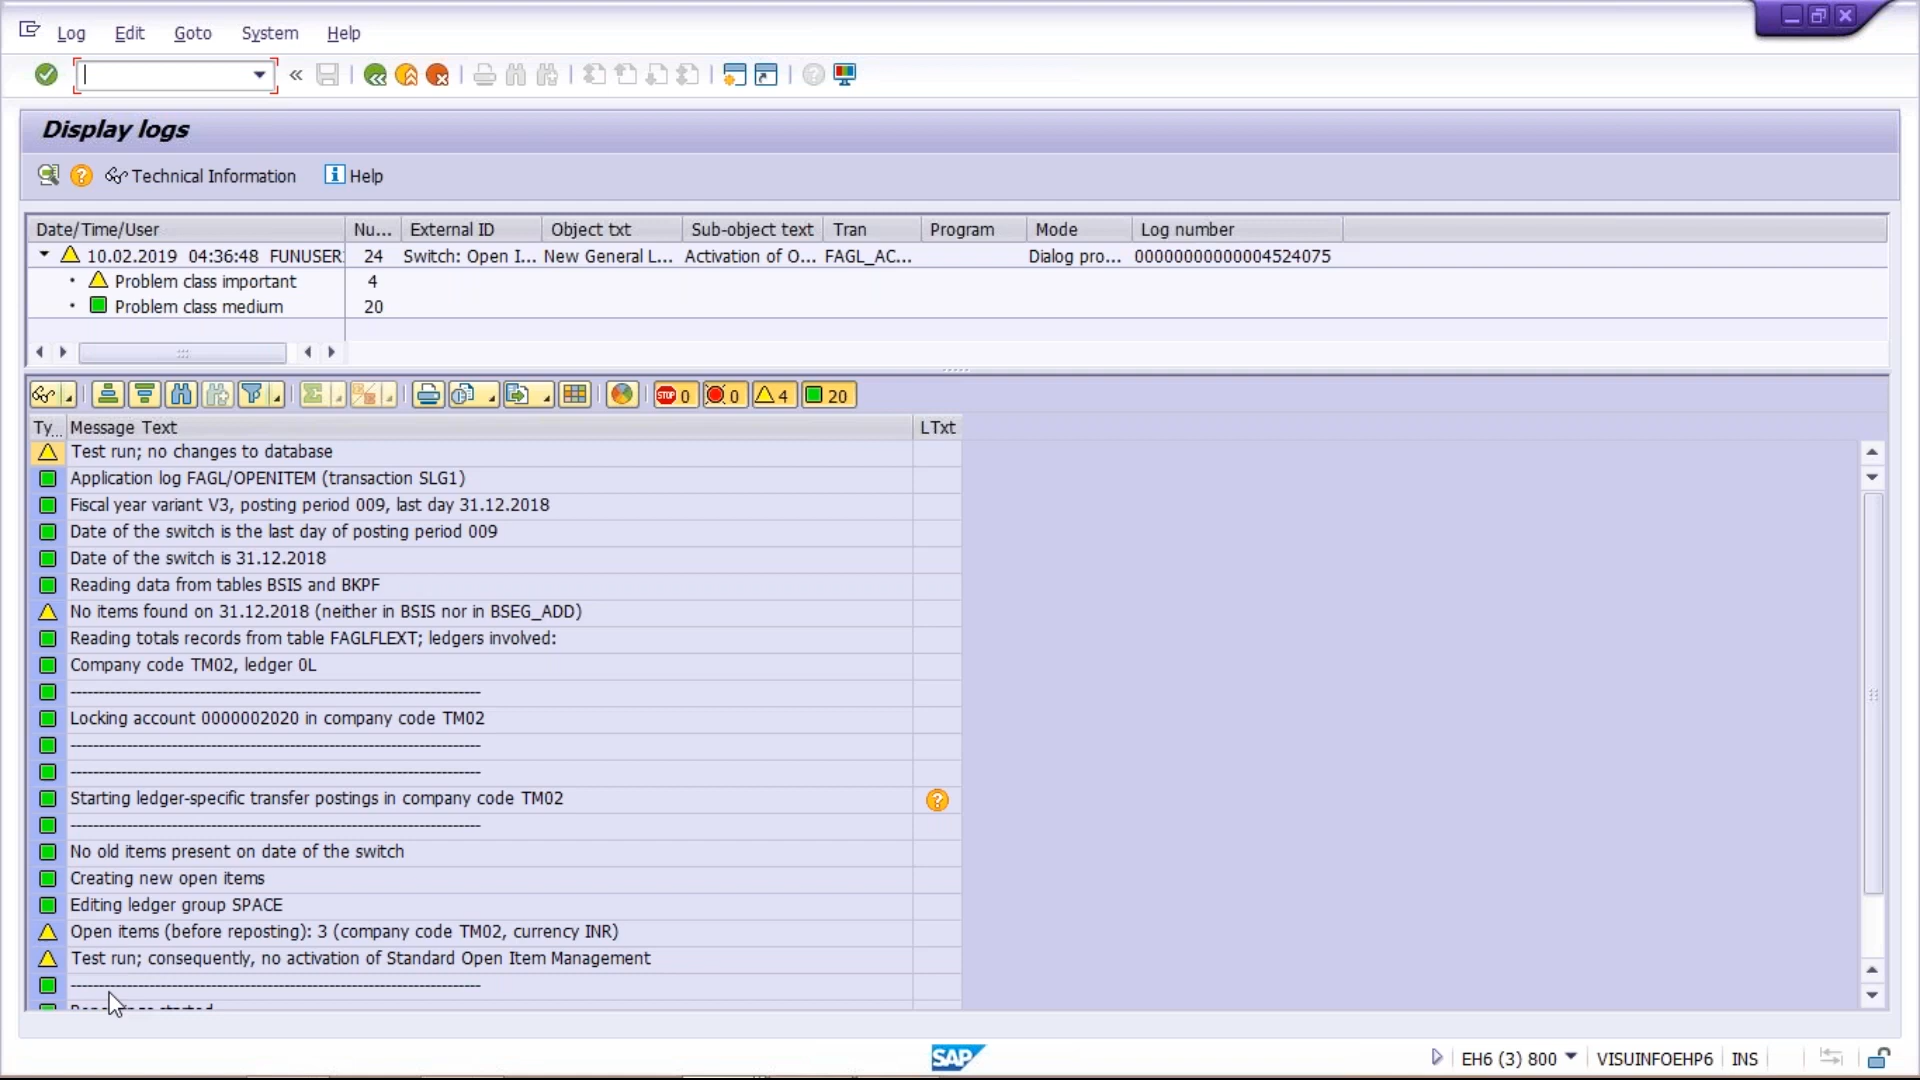 Log Edit Goto System Help
Display logs
Technical Information Help
Date/Time/User Nu... External ID Object txt Sub-object text Tran Program Mode Log number
10.02.2019 04:36:48 FUNUSER 24 Switch: Open I... New General L... Activation of O... FAGL_AC... Dialog pro... 00000000000004524075
Problem class important 4
Problem class medium 20
STOP 0 0 4 20
Ty... Message Text LTxt
Test run; no changes to database
Application log FAGL/OPENITEM (transaction SLG1)
Fiscal year variant V3, posting period 009, last day 31.12.2018
Date of the switch is the last day of posting period 009
Date of the switch is 31.12.2018
Reading data from tables BSIS and BKPF
No items found on 31.12.2018 (neither in BSIS nor in BSEG_ADD)
Reading totals records from table FAGLFLEXT; ledgers involved:
Company code TM02, ledger 0L
Locking account 0000002020 in company code TM02
Starting ledger-specific transfer postings in company code TM02
No old items present on date of the switch
Creating new open items
Editing ledger group SPACE
Open items (before reposting): 3 (company code TM02, currency INR)
Test run; consequently, no activation of Standard Open Item Management
SAP EH6 (3) 800 VISUINFOEHP6 INS